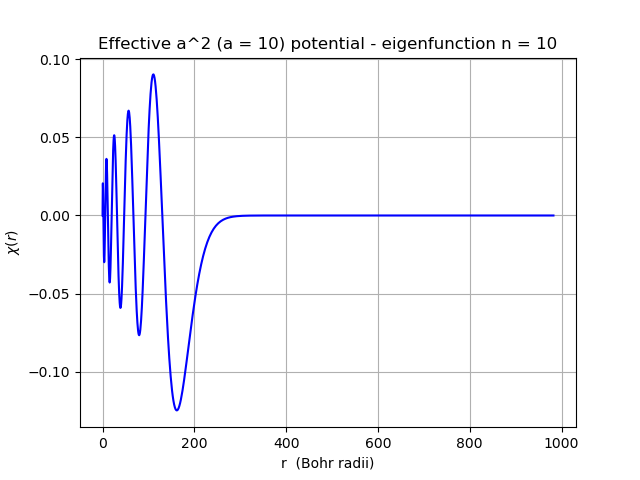 Effective a^2 (a = 10) potential - eigenfunction n = 10
0.10
0.05
0.00
−0.05
−0.10
χ(r)
0 200 400 600 800 1000
r (Bohr radii)